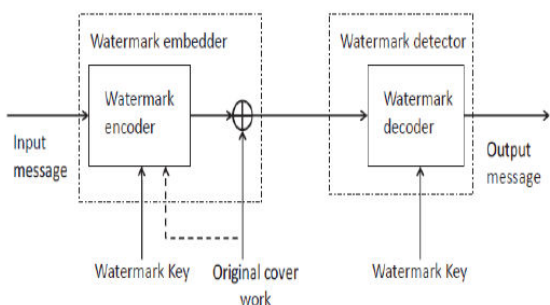 Watermark embedder
Watermark detector
Watermark
encoder
Watermark
decoder
Input
message
Output
message
Watermark Key
Original cover
work
Watermark Key